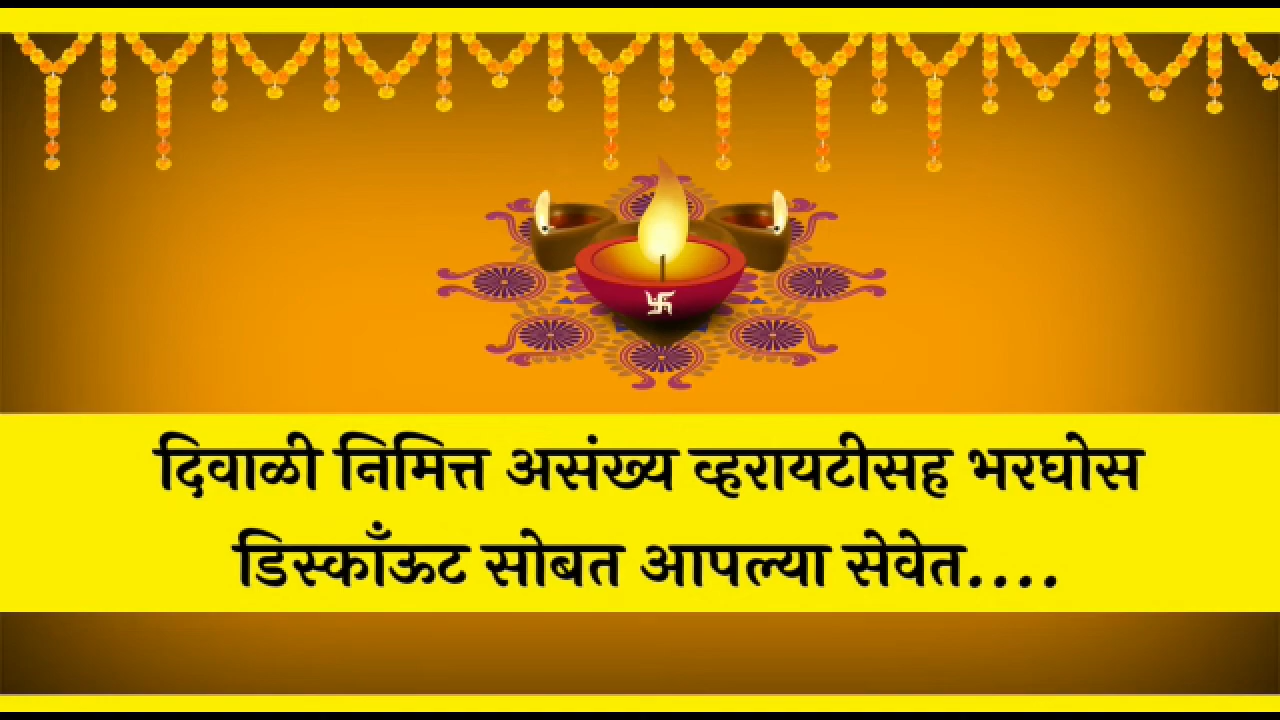 दिवाळी निमित्त असंख्य व्हरायटीसह भरघोस
डिस्काँऊट सोबत आपल्या सेवेत....